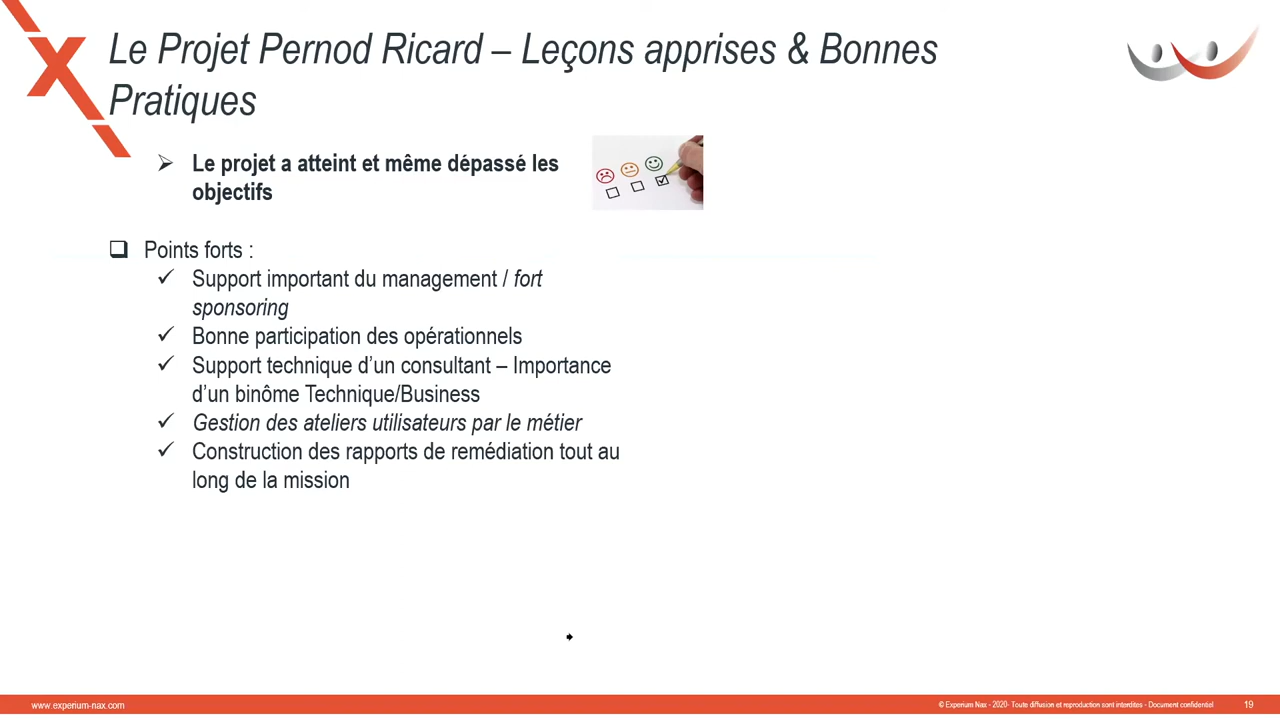 Le Projet Pernod Ricard – Leçons apprises & Bonnes
Pratiques
Le projet a atteint et même dépassé les
objectifs
Points forts :
Support important du management / fort
sponsoring
Bonne participation des opérationnels
Support technique d’un consultant – Importance
d’un binôme Technique/Business
Gestion des ateliers utilisateurs par le métier
Construction des rapports de remédiation tout au
long de la mission
www.experium-nax.com
© Experium Nax - 2020- Toute diffusion et reproduction sont interdites - Document confidentiel
19